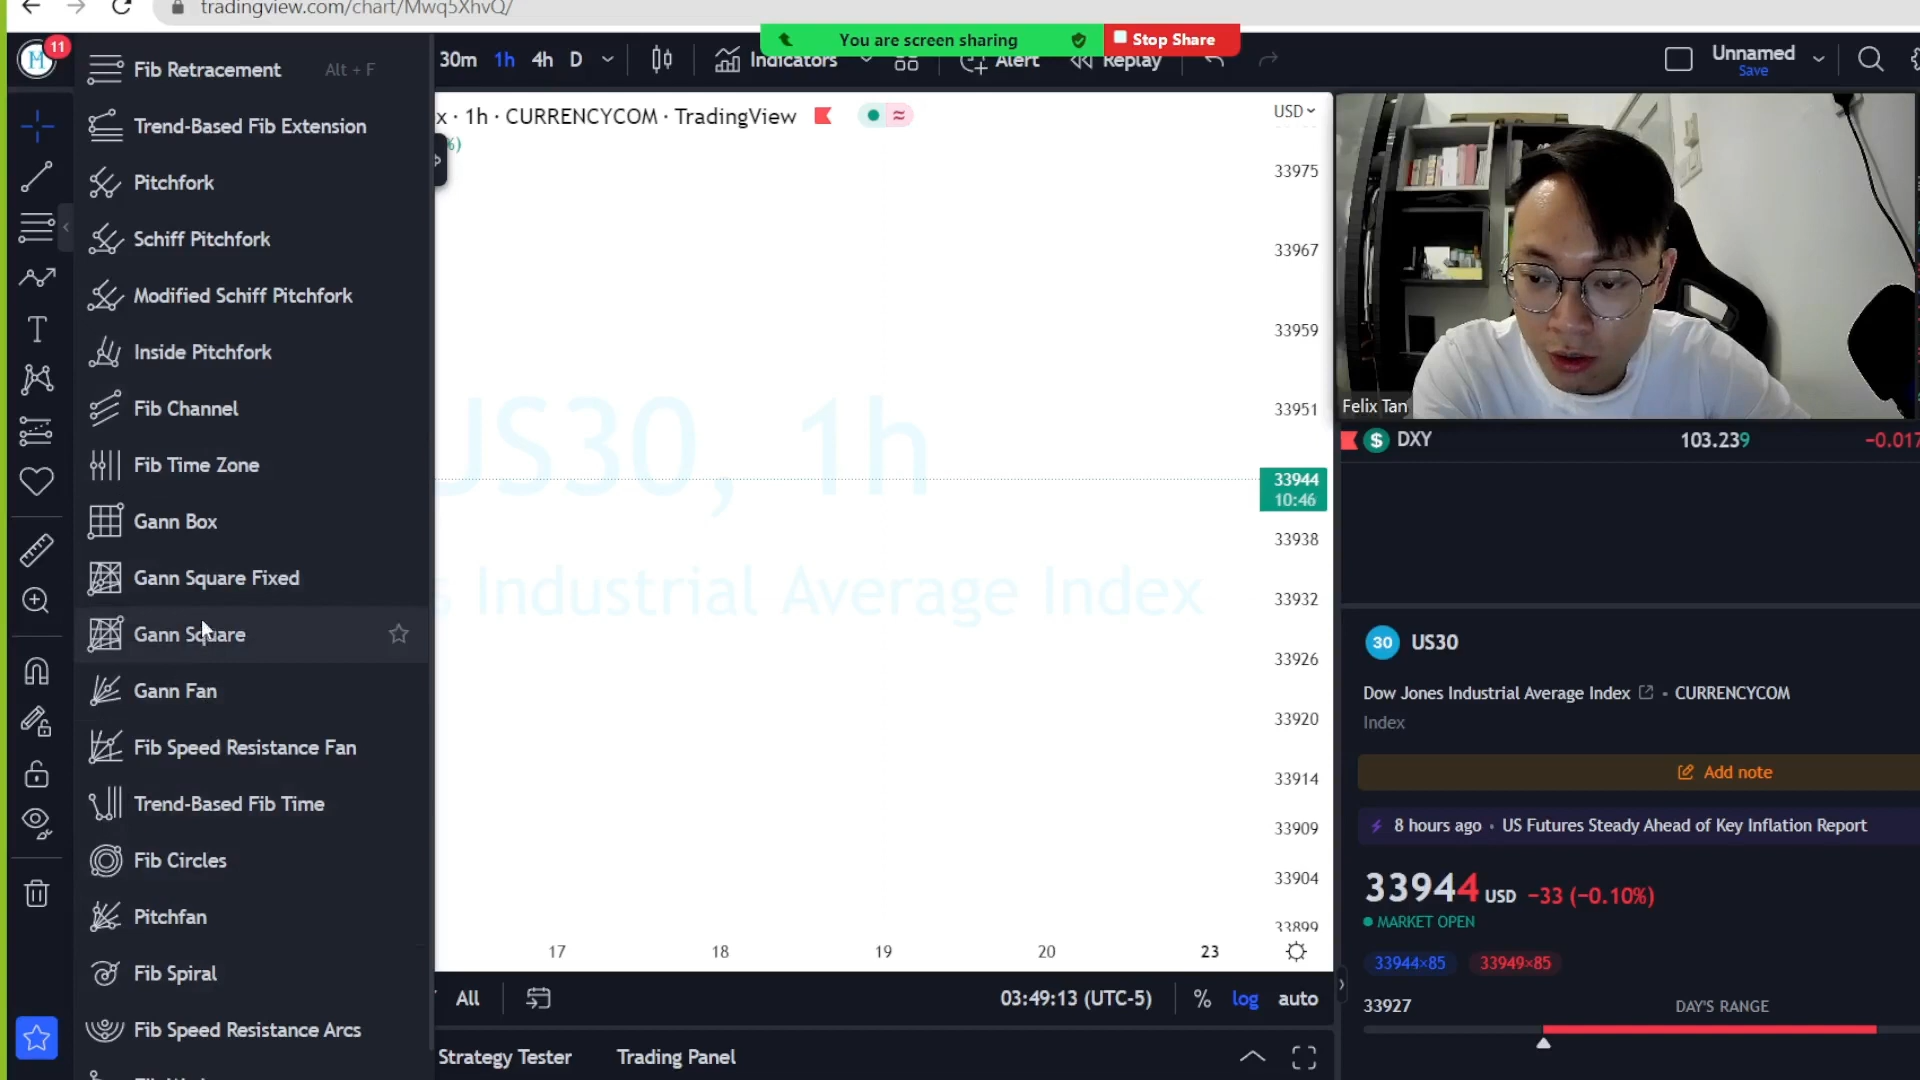 tradingview.com/chart/Mwq5XhvQ/
You are screen sharing
Stop Share
11
Fib Retracement Alt + F
30m 1h 4h D
Indicators
Alert
Replay
Unnamed
Save
Trend-Based Fib Extension
Pitchfork
Schiff Pitchfork
Modified Schiff Pitchfork
Inside Pitchfork
Fib Channel
Fib Time Zone
Gann Box
Gann Square Fixed
Gann Square
Gann Fan
Fib Speed Resistance Fan
Trend-Based Fib Time
Fib Circles
Pitchfan
Fib Spiral
Fib Speed Resistance Arcs
x · 1h · CURRENCYCOM · TradingView
%)
USD
33975
33967
33959
33951
33944
10:46
33938
33932
33926
33920
33914
33909
33904
33899
US30, 1h
s Industrial Average Index
17 18 19 20 23
All
03:49:13 (UTC-5) % log auto
Strategy Tester Trading Panel
Felix Tan
DXY 103.239 −0.017
30 US30
Dow Jones Industrial Average Index · CURRENCYCOM
Index
Add note
8 hours ago · US Futures Steady Ahead of Key Inflation Report
33944 USD −33 (−0.10%)
MARKET OPEN
33944×85 33949×85
33927 DAY'S RANGE